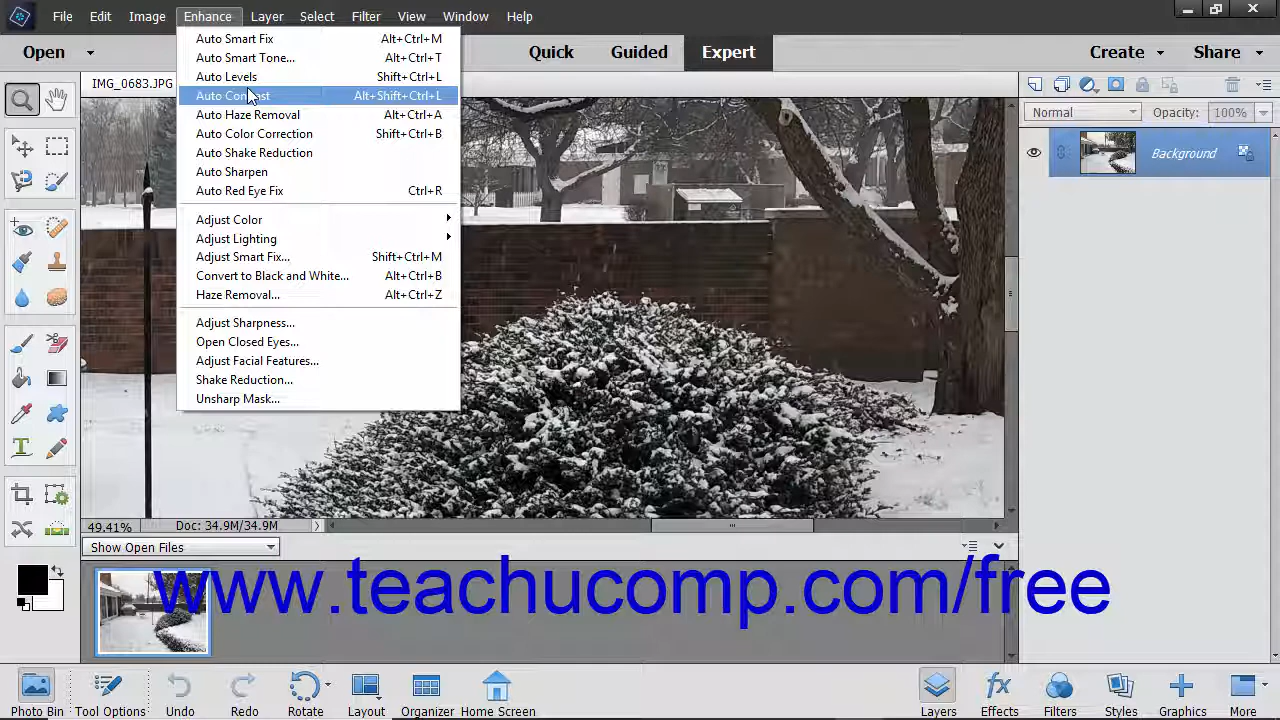 File Edit Image Enhance Layer Select Filter View Window Help
Open Quick Guided Expert Create Share
IMG_0683.JPG
Auto Smart Fix Alt+Ctrl+M
Auto Smart Tone... Alt+Ctrl+T
Auto Levels Shift+Ctrl+L
Auto Contrast Alt+Shift+Ctrl+L
Auto Haze Removal Alt+Ctrl+A
Auto Color Correction Shift+Ctrl+B
Auto Shake Reduction
Auto Sharpen
Auto Red Eye Fix Ctrl+R
Adjust Color
Adjust Lighting
Adjust Smart Fix... Shift+Ctrl+M
Convert to Black and White... Alt+Ctrl+B
Haze Removal... Alt+Ctrl+Z
Adjust Sharpness...
Open Closed Eyes...
Adjust Facial Features...
Shake Reduction...
Unsharp Mask...
Normal Opacity: 100%
Background
49.41% Doc: 34.9M/34.9M
Show Open Files
www.teachucomp.com/free
Photo Bin Tool Options Undo Redo Rotate Layout Organizer Home Screen Layers Effects Filters Styles Graphics More